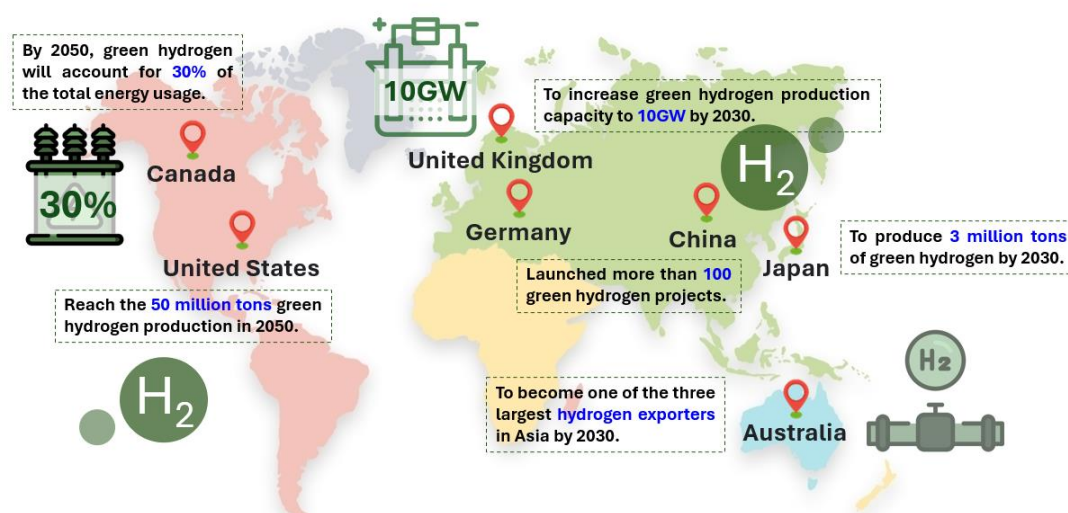 By 2050, green hydrogen
will account for 30% of
the total energy usage.
30%
Canada
United States
Reach the 50 million tons green
hydrogen production in 2050.
H2
10GW
United Kingdom
To increase green hydrogen production
capacity to 10GW by 2030.
H2
Germany
China
Launched more than 100
green hydrogen projects.
Japan
To produce 3 million tons
of green hydrogen by 2030.
To become one of the three
largest hydrogen exporters
in Asia by 2030.
Australia
H2